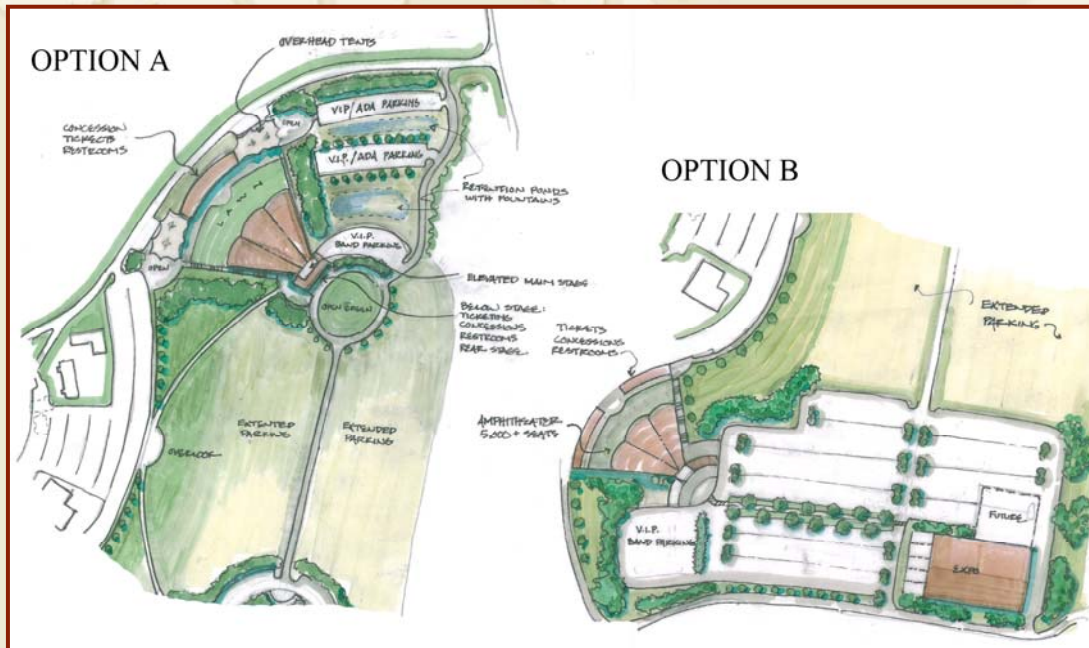 OPTION A
OVERHEAD TENTS
CONCESSION
TICKECTS
RESTROOMS
OPEN
V.I.P/ADA PARKING
V.I.P./ADA PARKING
LAWN
RETENTION PONDS
WITH FOUNTAINS
V.I.P.
BAND PARKING
OPEN
ELEVATED MAIN STAGE
OPEN GREEN
BELOW STAGE:
TICKETING
CONCESSIONS
RESTROOMS
REAR STAGE
EXTENTED
PARKING
EXTENDED
PARKING
OVERLOOK
OPTION B
EXTENDED
PARKING
TICKETS
CONCESSIONS
RESTROOMS
AMPHITHEATER
5,000 + SEATS
V.I.P.
BAND PARKING
FUTURE
EXPO